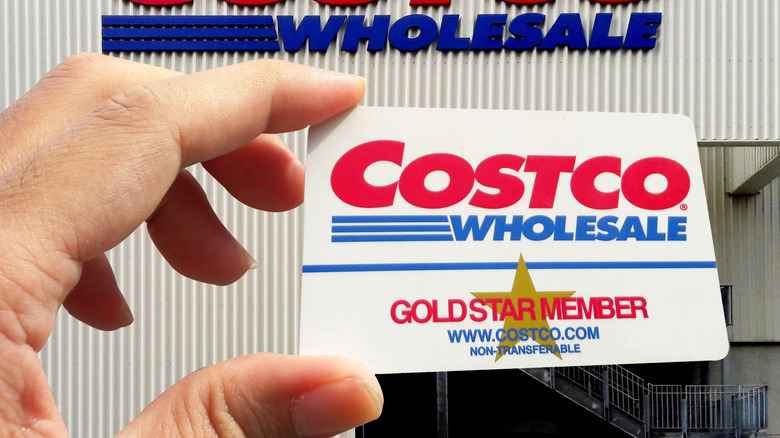 WHOLESALE
COSTCO®
WHOLESALE
GOLD STAR MEMBER
WWW.COSTCO.COM
NON-TRANSFERABLE